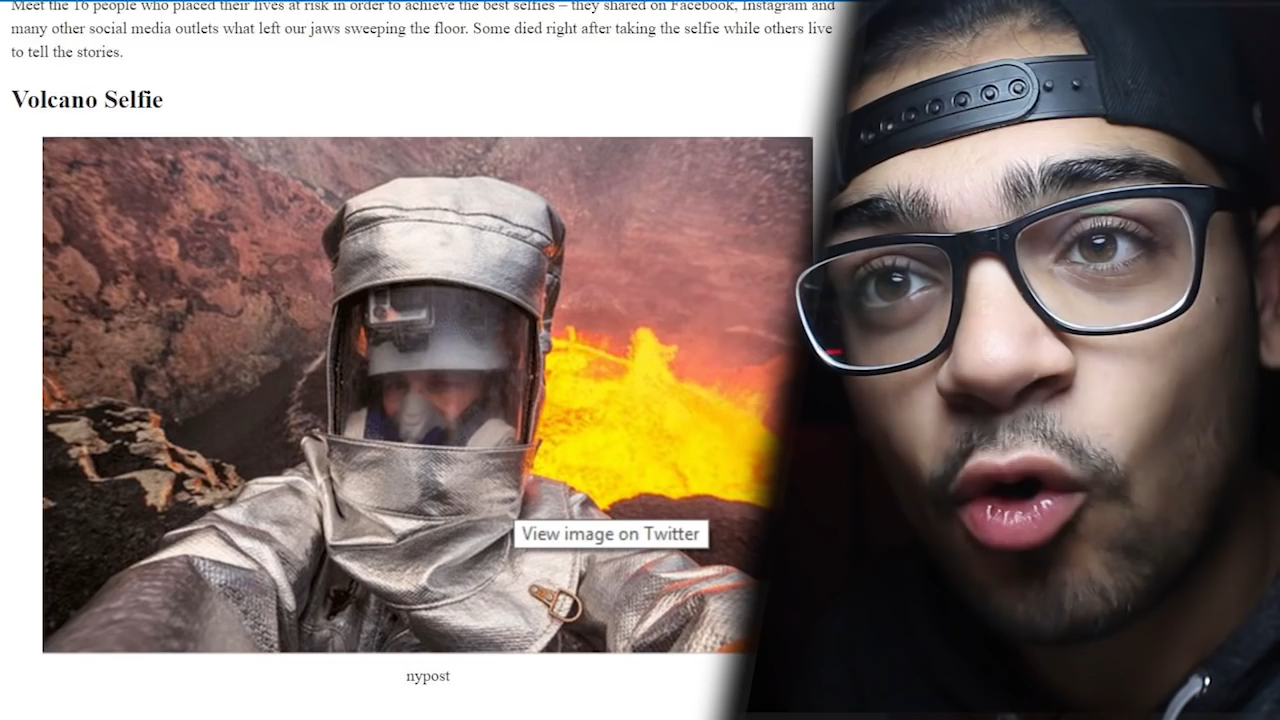 Meet the 16 people who placed their lives at risk in order to achieve the best selfies – they shared on Facebook, Instagram and
many other social media outlets what left our jaws sweeping the floor. Some died right after taking the selfie while others live
to tell the stories.
Volcano Selfie
View image on Twitter
nypost